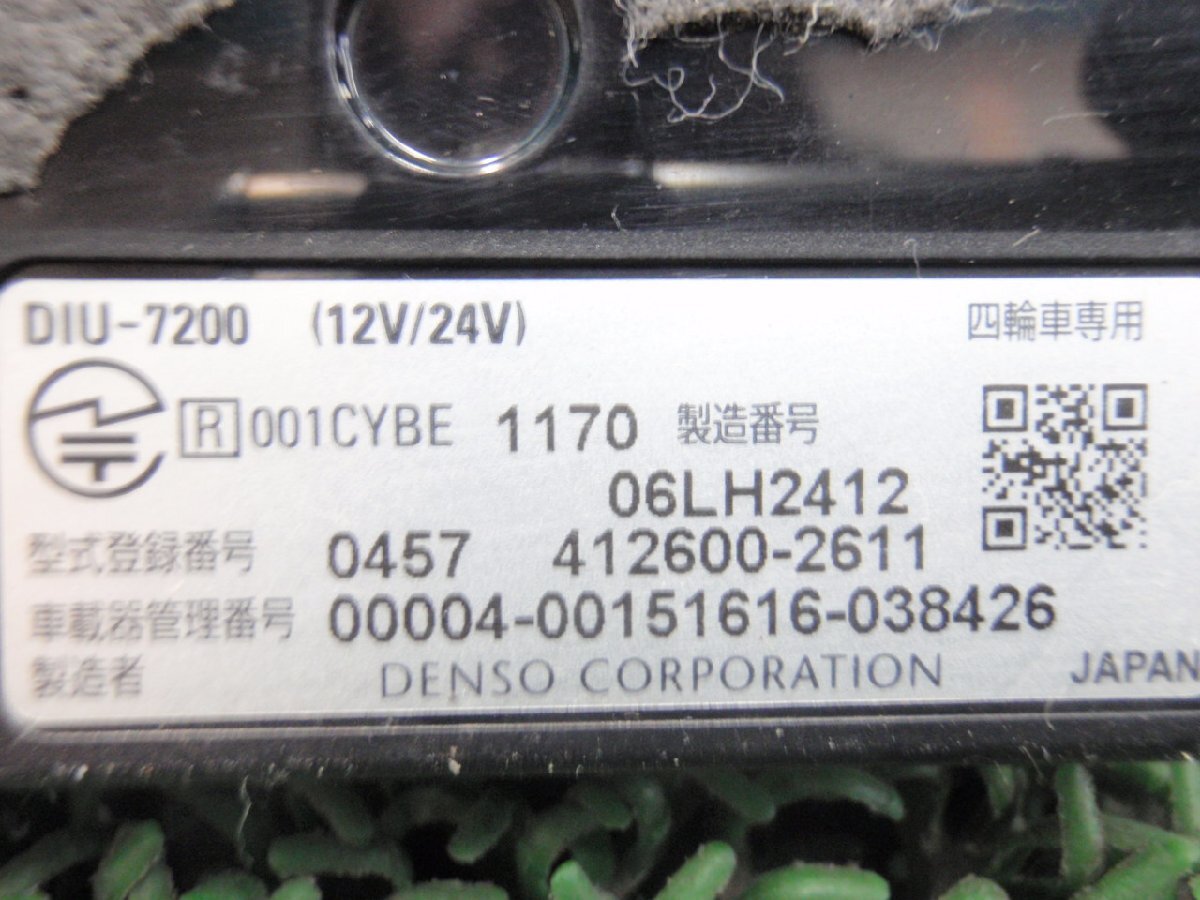 DIU-7200 (12V/24V) 四輪車専用
R 001CYBE 1170 製造番号
06LH2412
型式登録番号 0457 412600-2611
車載器管理番号 00004-00151616-038426
製造者 DENSO CORPORATION JAPAN